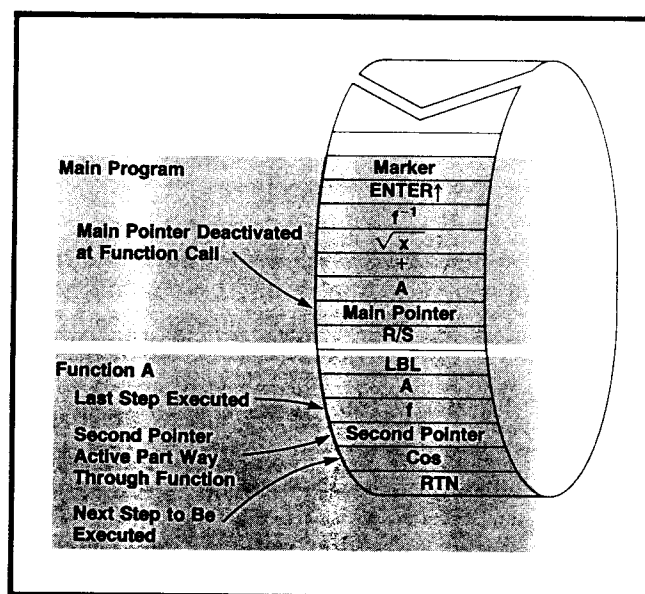 Main Program
Marker
ENTER↑
f⁻¹
√x
+
A
Main Pointer Deactivated
at Function Call
Main Pointer
R/S
Function A
LBL
A
f
Last Step Executed
Second Pointer
Active Part Way
Through Function
Second Pointer
Cos
RTN
Next Step to Be
Executed